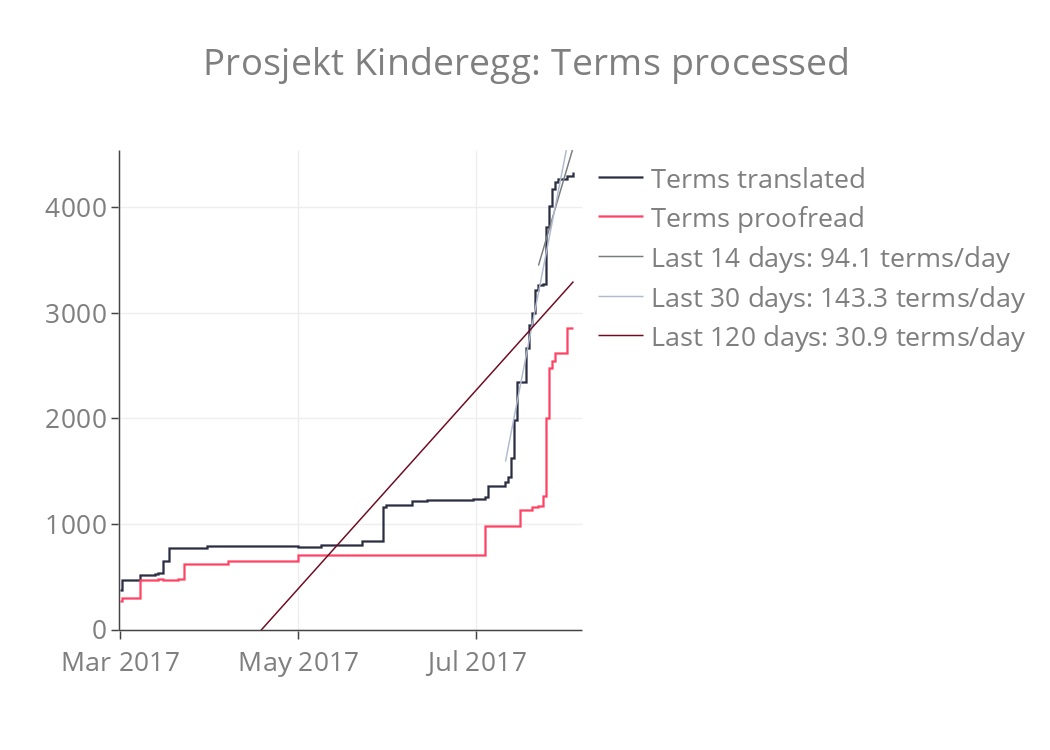 Prosjekt Kinderegg: Terms processed
Terms translated
Terms proofread
Last 14 days: 94.1 terms/day
Last 30 days: 143.3 terms/day
Last 120 days: 30.9 terms/day
4000
3000
2000
1000
0
Mar 2017 May 2017 Jul 2017